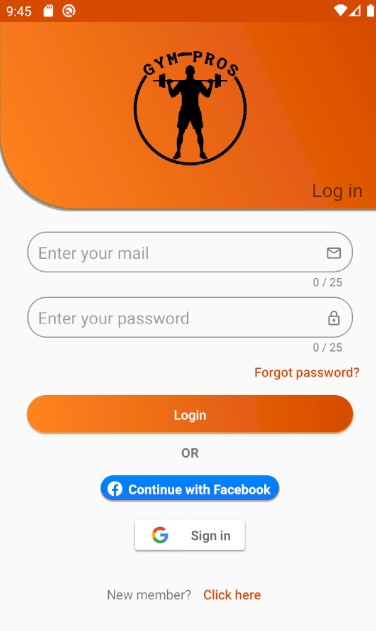 9:45
GYM-PROS
Log in
Enter your mail
0 / 25
Enter your password
0 / 25
Forgot password?
Login
OR
Continue with Facebook
Sign in
New member? Click here